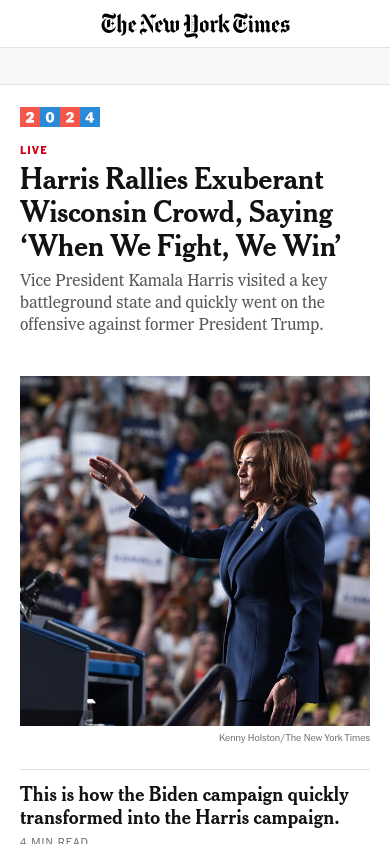 The New York Times
2024
LIVE
Harris Rallies Exuberant
Wisconsin Crowd, Saying
‘When We Fight, We Win’
Vice President Kamala Harris visited a key
battleground state and quickly went on the
offensive against former President Trump.
KAMALA
KAMALA
Kenny Holston/The New York Times
This is how the Biden campaign quickly
transformed into the Harris campaign.
4 MIN READ